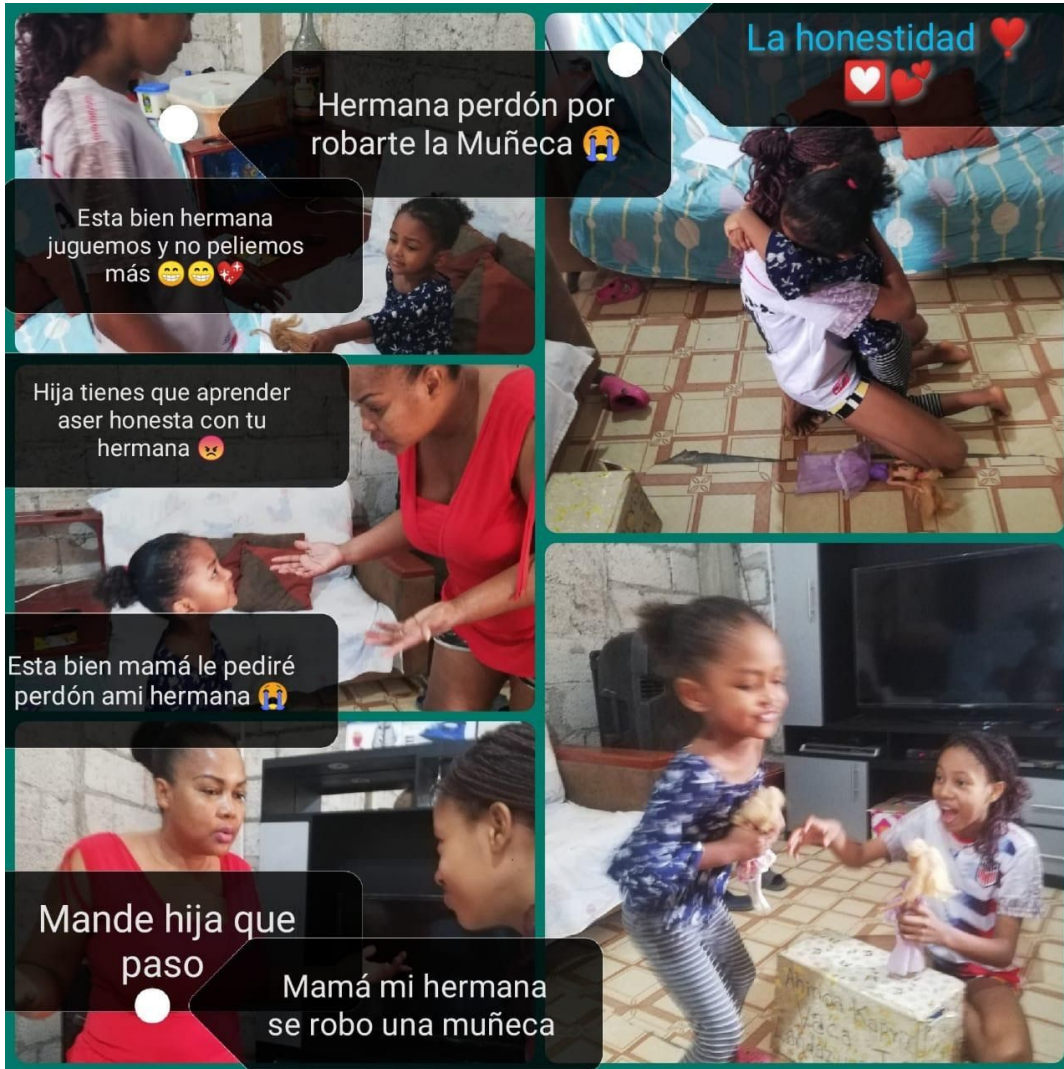 La honestidad ❣️
💟💕
Hermana perdón por
robarte la Muñeca 😭
Esta bien hermana
juguemos y no peliemos
más 😁😁💖
Hija tienes que aprender
aser honesta con tu
hermana 😡
Esta bien mamá le pediré
perdón ami hermana 😭
Mande hija que
paso
Mamá mi hermana
se robo una muñeca